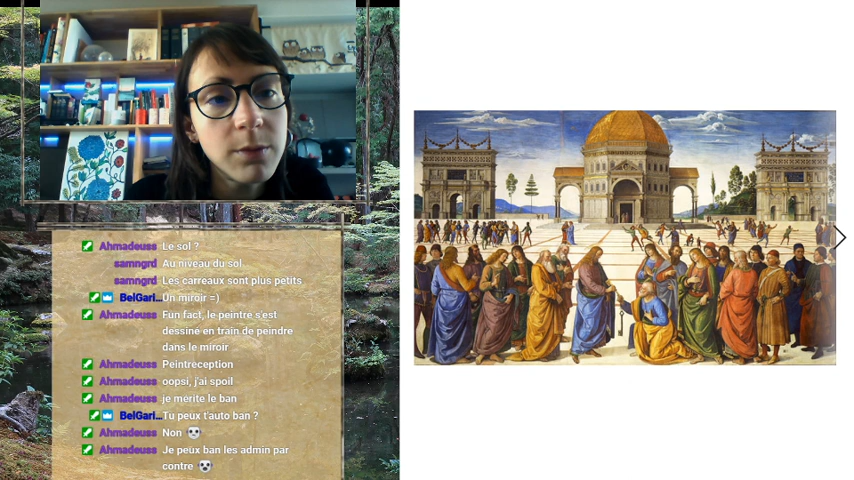 Ahmadeuss Le sol ?
samngrd Au niveau du sol
samngrd Les carreaux sont plus petits
BelGari... Un miroir =)
Ahmadeuss Fun fact, le peintre s'est
dessiné en train de peindre
dans le miroir
Ahmadeuss Peintreception
Ahmadeuss oopsi, j'ai spoil
Ahmadeuss je mérite le ban
BelGari... Tu peux t'auto ban ?
Ahmadeuss Non
Ahmadeuss Je peux ban les admin par
contre